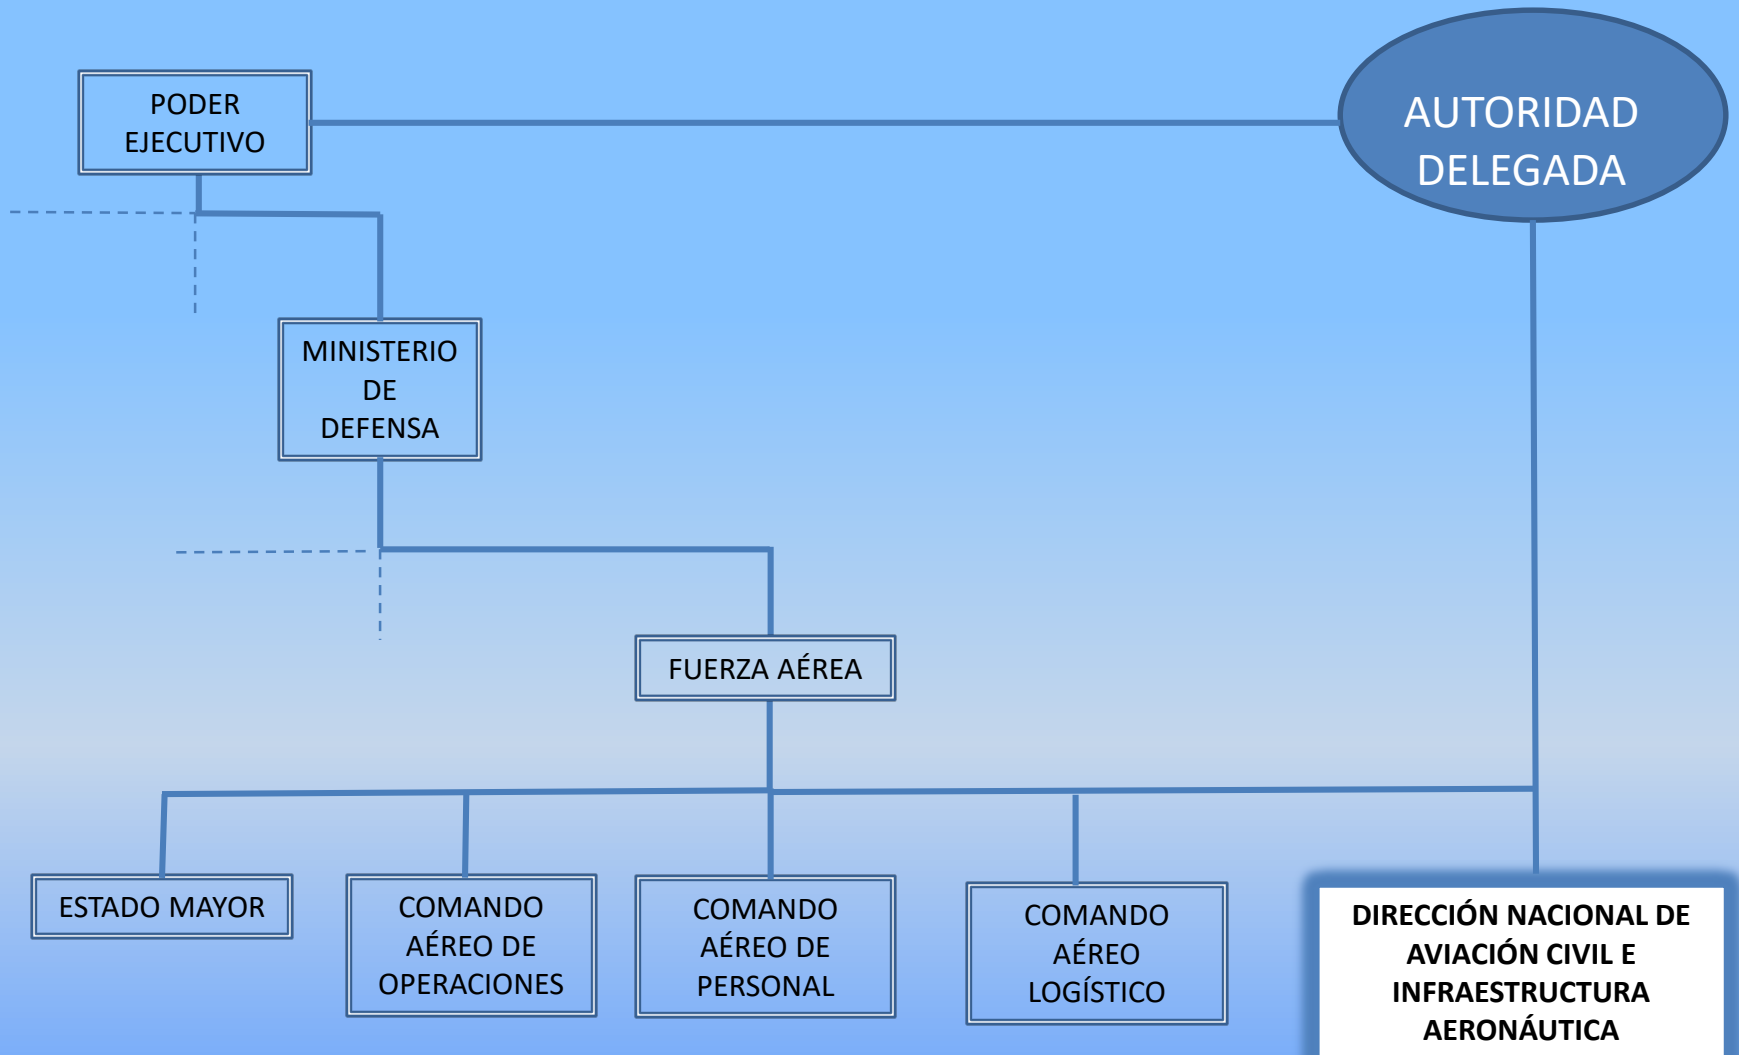 PODER
EJECUTIVO
AUTORIDAD
DELEGADA
MINISTERIO
DE
DEFENSA
FUERZA AÉREA
ESTADO MAYOR
COMANDO
AÉREO DE
OPERACIONES
COMANDO
AÉREO DE
PERSONAL
COMANDO
AÉREO
LOGÍSTICO
DIRECCIÓN NACIONAL DE
AVIACIÓN CIVIL E
INFRAESTRUCTURA
AERONÁUTICA